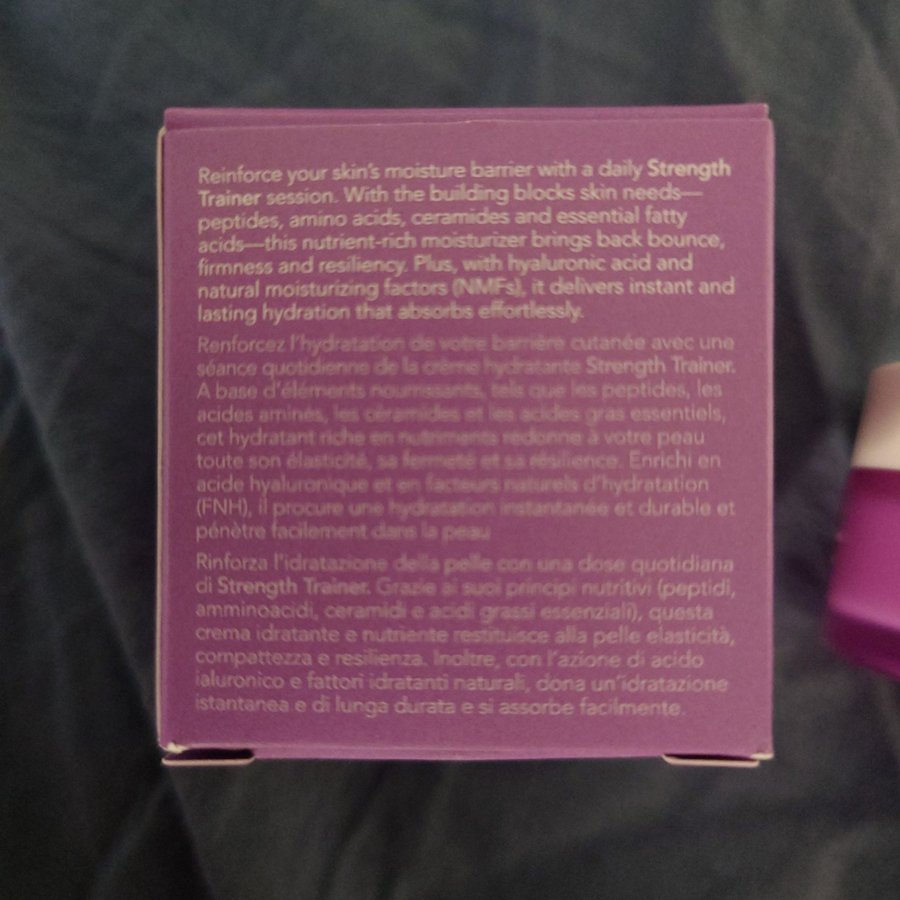 Reinforce your skin's moisture barrier with a daily Strength
Trainer session. With the building blocks skin needs—
peptides, amino acids, ceramides and essential fatty
acids—this nutrient-rich moisturizer brings back bounce,
firmness and resiliency. Plus, with hyaluronic acid and
natural moisturizing factors (NMFs), it delivers instant and
lasting hydration that absorbs effortlessly.
Renforcez l'hydratation de votre barrière cutanée avec une
séance quotidienne de la crème hydratante Strength Trainer.
A base d'éléments nourrissants, tels que les peptides, les
acides aminés, les céramides et les acides gras essentiels,
cet hydratant riche en nutriments redonne à votre peau
toute son élasticité, sa fermeté et sa résilience. Enrichi en
acide hyaluronique et en facteurs naturels d'hydratation
(FNH), il procure une hydratation instantanée et durable et
pénètre facilement dans la peau
Rinforza l'idratazione della pelle con una dose quotidiana
di Strength Trainer. Grazie ai suoi principi nutritivi (peptidi,
amminoacidi, ceramidi e acidi grassi essenziali), questa
crema idratante e nutriente restituisce alla pelle elasticità,
compattezza e resilienza. Inoltre, con l'azione di acido
ialuronico e fattori idratanti naturali, dona un'idratazione
istantanea e di lunga durata e si assorbe facilmente.